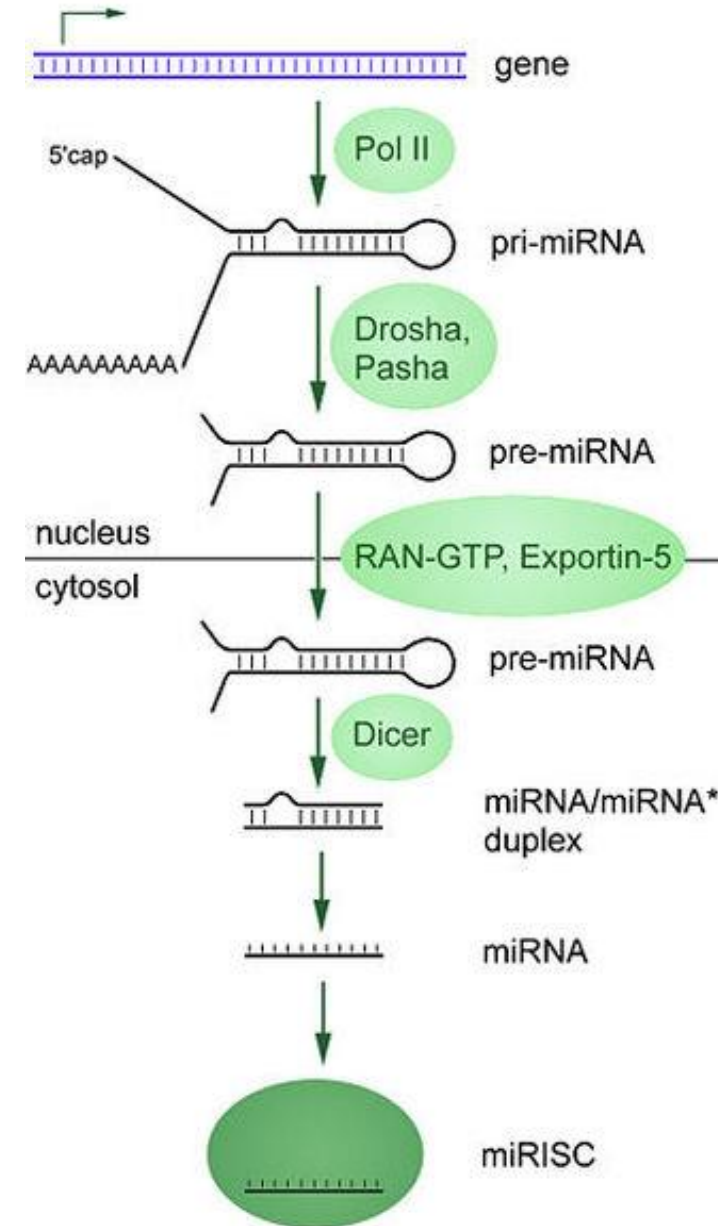 gene
Pol II
5'cap
pri-miRNA
Drosha,
Pasha
AAAAAAAAA
pre-miRNA
nucleus
RAN-GTP, Exportin-5
cytosol
pre-miRNA
Dicer
miRNA/miRNA*
duplex
miRNA
miRISC